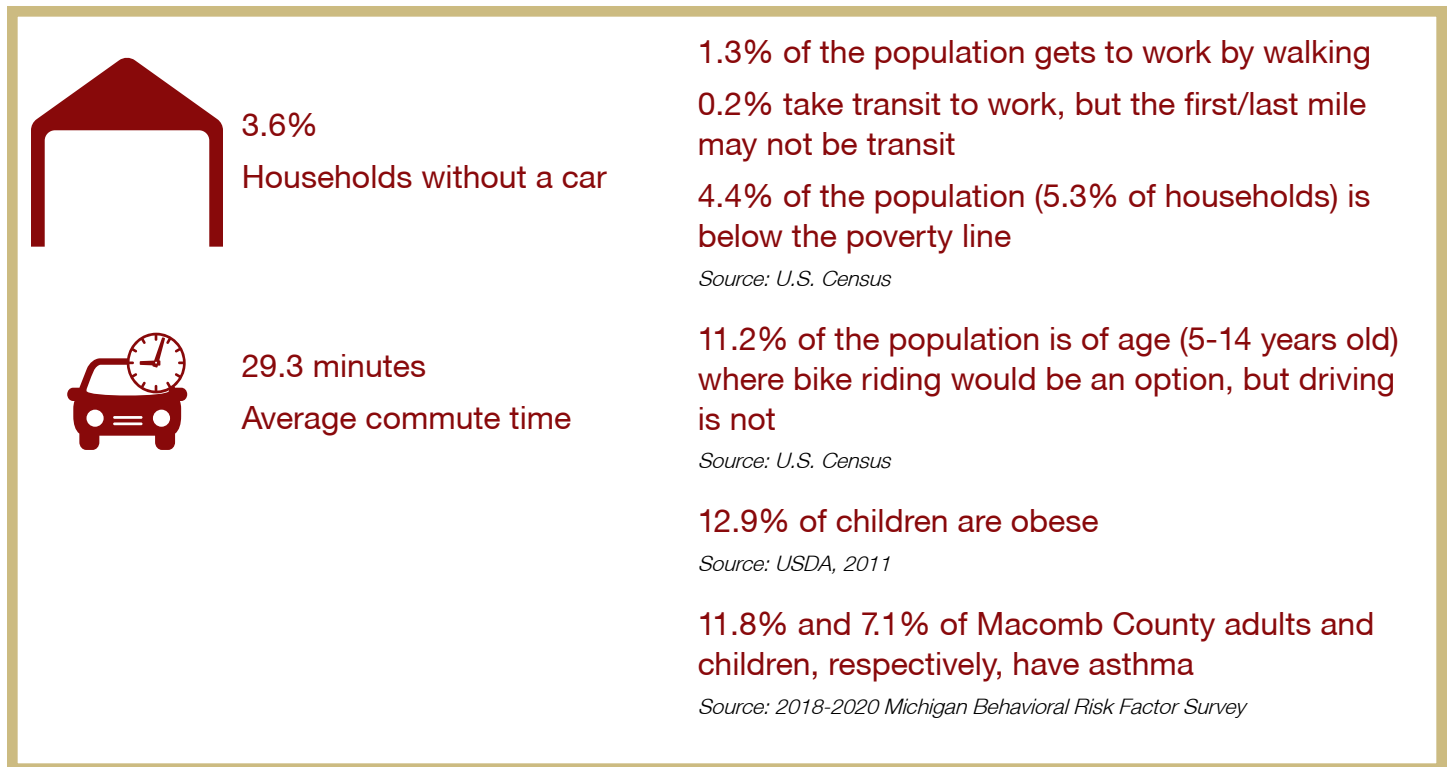 3.6%
Households without a car
29.3 minutes
Average commute time
1.3% of the population gets to work by walking
0.2% take transit to work, but the first/last mile
may not be transit
4.4% of the population (5.3% of households) is
below the poverty line
Source: U.S. Census
11.2% of the population is of age (5-14 years old)
where bike riding would be an option, but driving
is not
Source: U.S. Census
12.9% of children are obese
Source: USDA, 2011
11.8% and 7.1% of Macomb County adults and
children, respectively, have asthma
Source: 2018-2020 Michigan Behavioral Risk Factor Survey